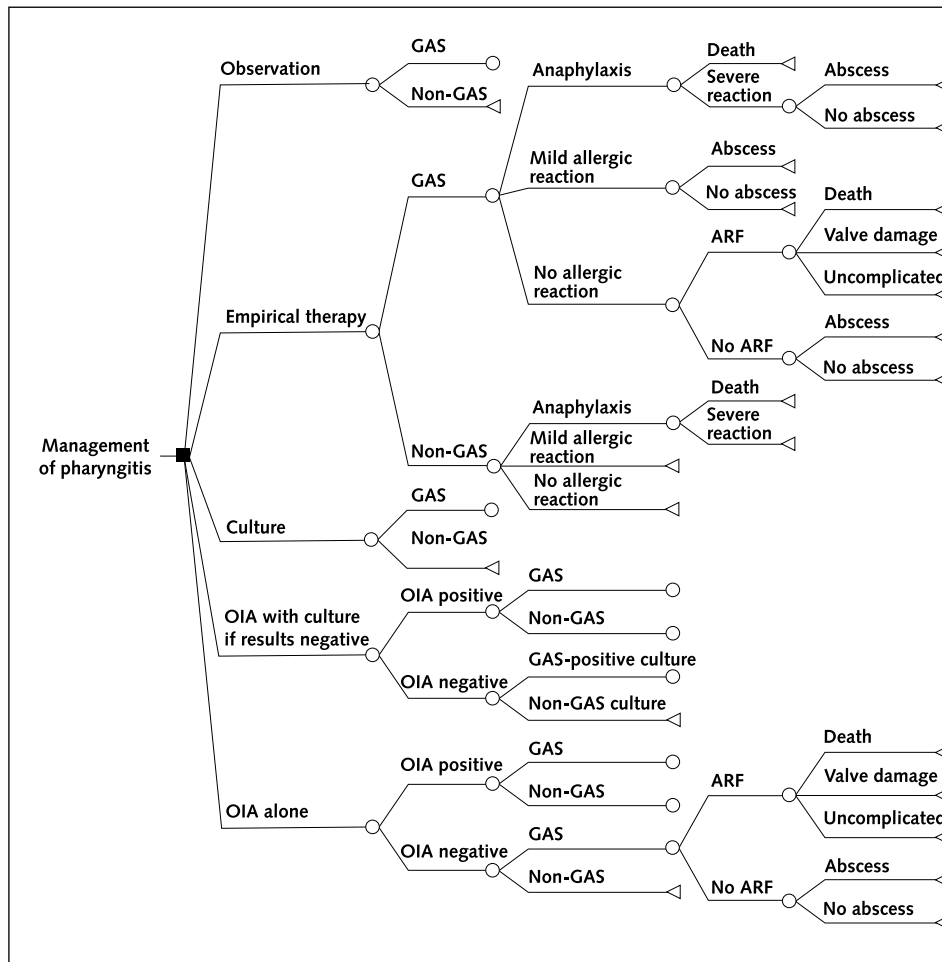 Management
of pharyngitis
Observation
GAS
Non-GAS
Empirical therapy
GAS
Anaphylaxis
Death
Severe
reaction
Abscess
No abscess
Mild allergic
reaction
Abscess
No abscess
No allergic
reaction
ARF
Death
Valve damage
Uncomplicated
No ARF
Abscess
No abscess
Non-GAS
Anaphylaxis
Death
Severe
reaction
Mild allergic
reaction
No allergic
reaction
Culture
GAS
Non-GAS
OIA with culture
if results negative
OIA positive
GAS
Non-GAS
OIA negative
GAS-positive culture
Non-GAS culture
OIA alone
OIA positive
GAS
Non-GAS
OIA negative
GAS
ARF
Death
Valve damage
Uncomplicated
No ARF
Abscess
No abscess
Non-GAS